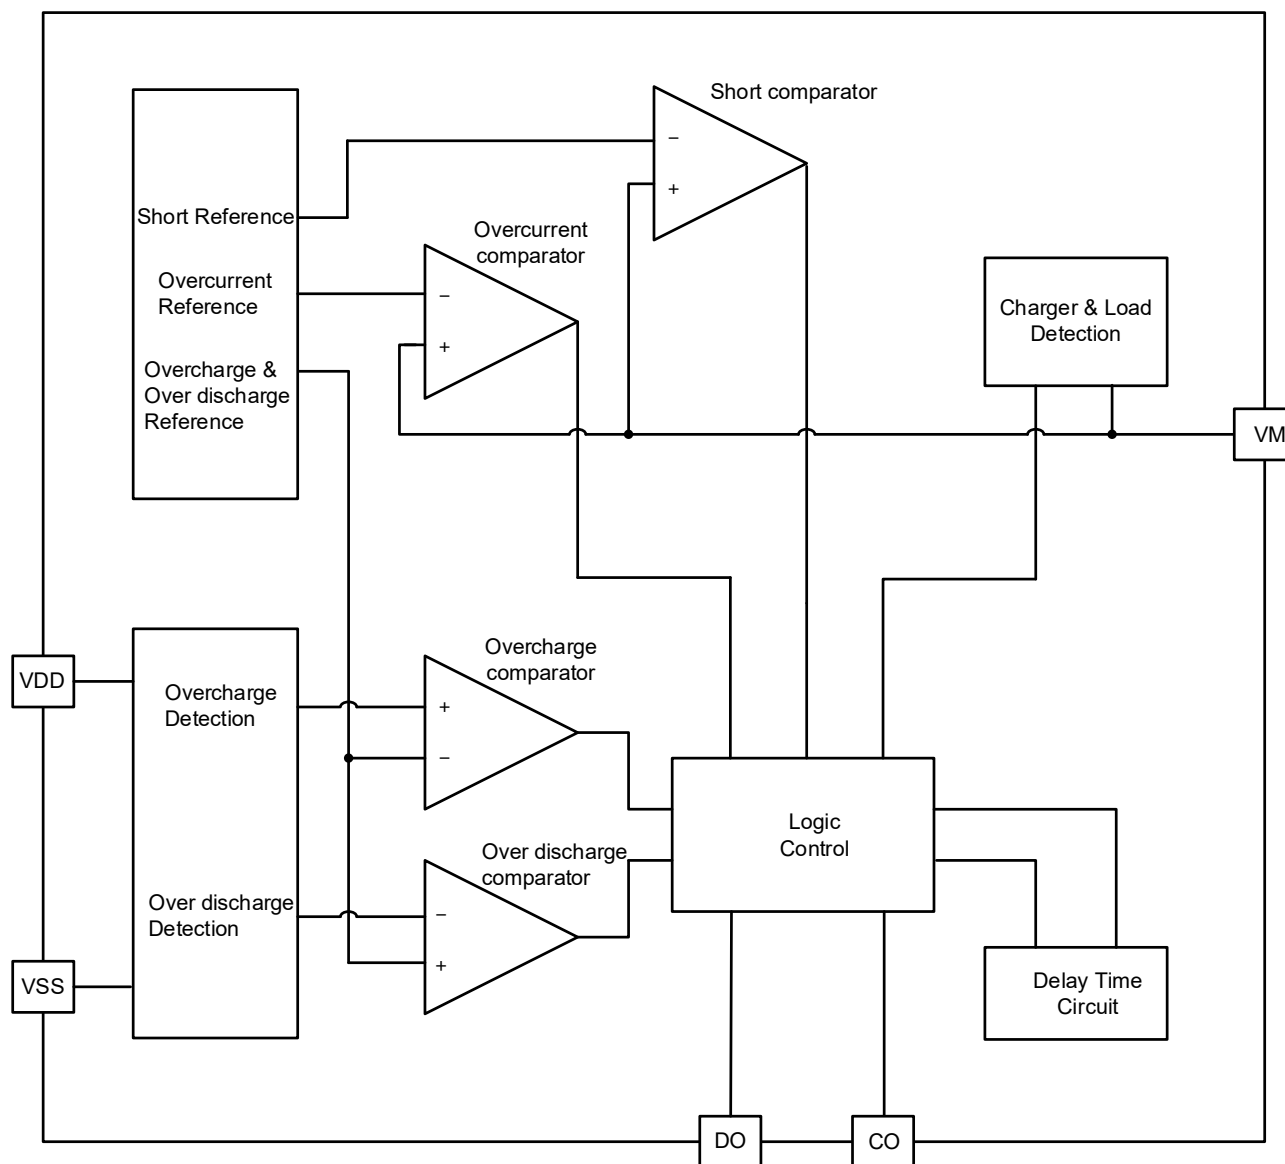 Short comparator
−
+
Short Reference
Overcurrent
comparator
Overcurrent
Reference
−
+
Overcharge &
Over discharge
Reference
Charger & Load
Detection
VM
VDD
Overcharge
Detection
Overcharge
comparator
+
−
Logic
Control
Over discharge
comparator
Over discharge
Detection
−
+
VSS
Delay Time
Circuit
DO
CO